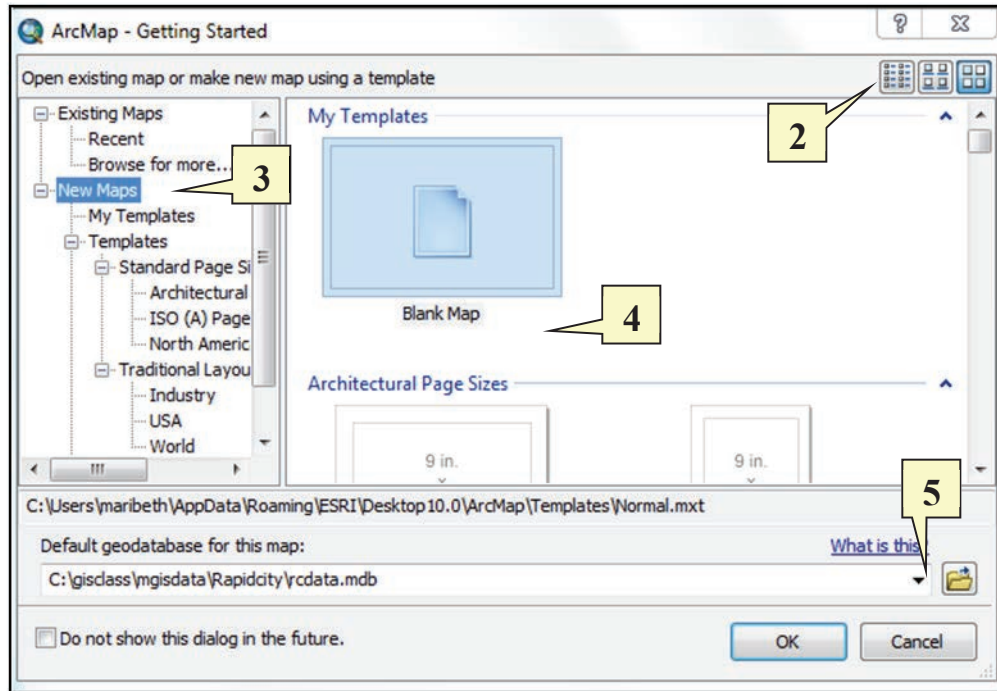 ArcMap - Getting Started
Open existing map or make new map using a template
2
Existing Maps
Recent
Browse for more...
3
New Maps
My Templates
Templates
Standard Page Si
Architectural
ISO (A) Page
North Americ
Traditional Layou
Industry
USA
World
My Templates
Blank Map
4
Architectural Page Sizes
9 in.
9 in.
5
C:\Users\maribeth\AppData\Roaming\ESRI\Desktop10.0\ArcMap\Templates\Normal.mxt
Default geodatabase for this map:
What is this?
C:\gisclass\mgisdata\Rapidcity\rcdata.mdb
Do not show this dialog in the future.
OK
Cancel